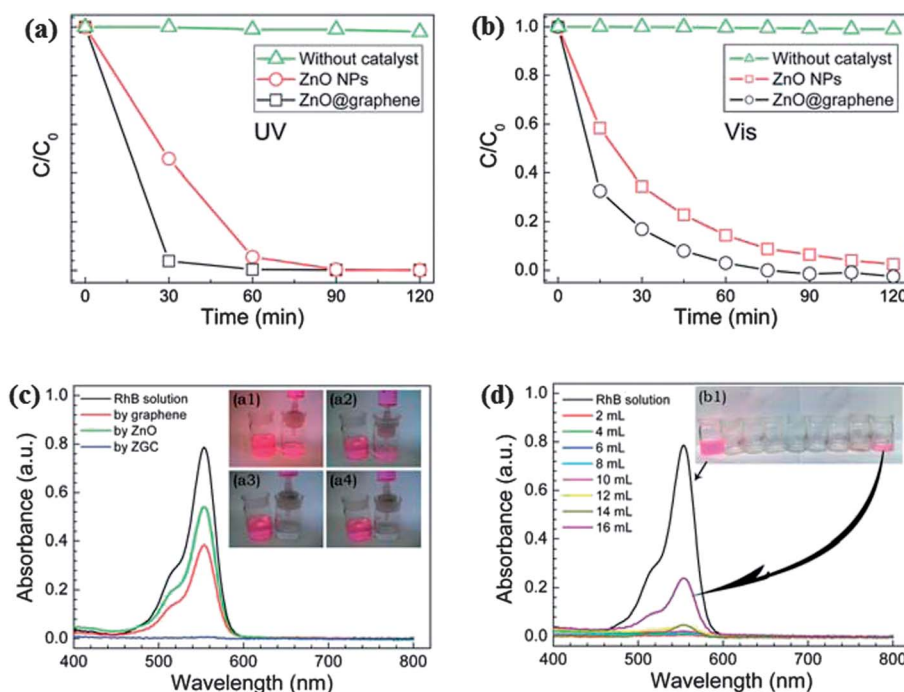 (a)
Without catalyst
ZnO NPs
ZnO@graphene
UV
C/C0
0 30 60 90 120
Time (min)
(b)
Without catalyst
ZnO NPs
ZnO@graphene
Vis
C/C0
1.0
0.8
0.6
0.4
0.2
0.0
0 15 30 45 60 75 90 105 120
Time (min)
(c)
RhB solution
by graphene
by ZnO
by ZGC
(a1)
(a2)
(a3)
(a4)
Absorbance (a.u.)
1.0
0.8
0.6
0.4
0.2
0.0
400 500 600 700 800
Wavelength (nm)
(d)
RhB solution
2 mL
4 mL
6 mL
8 mL
10 mL
12 mL
14 mL
16 mL
(b1)
Absorbance (a.u.)
1.0
0.8
0.6
0.4
0.2
0.0
400 500 600 700 800
Wavelength (nm)